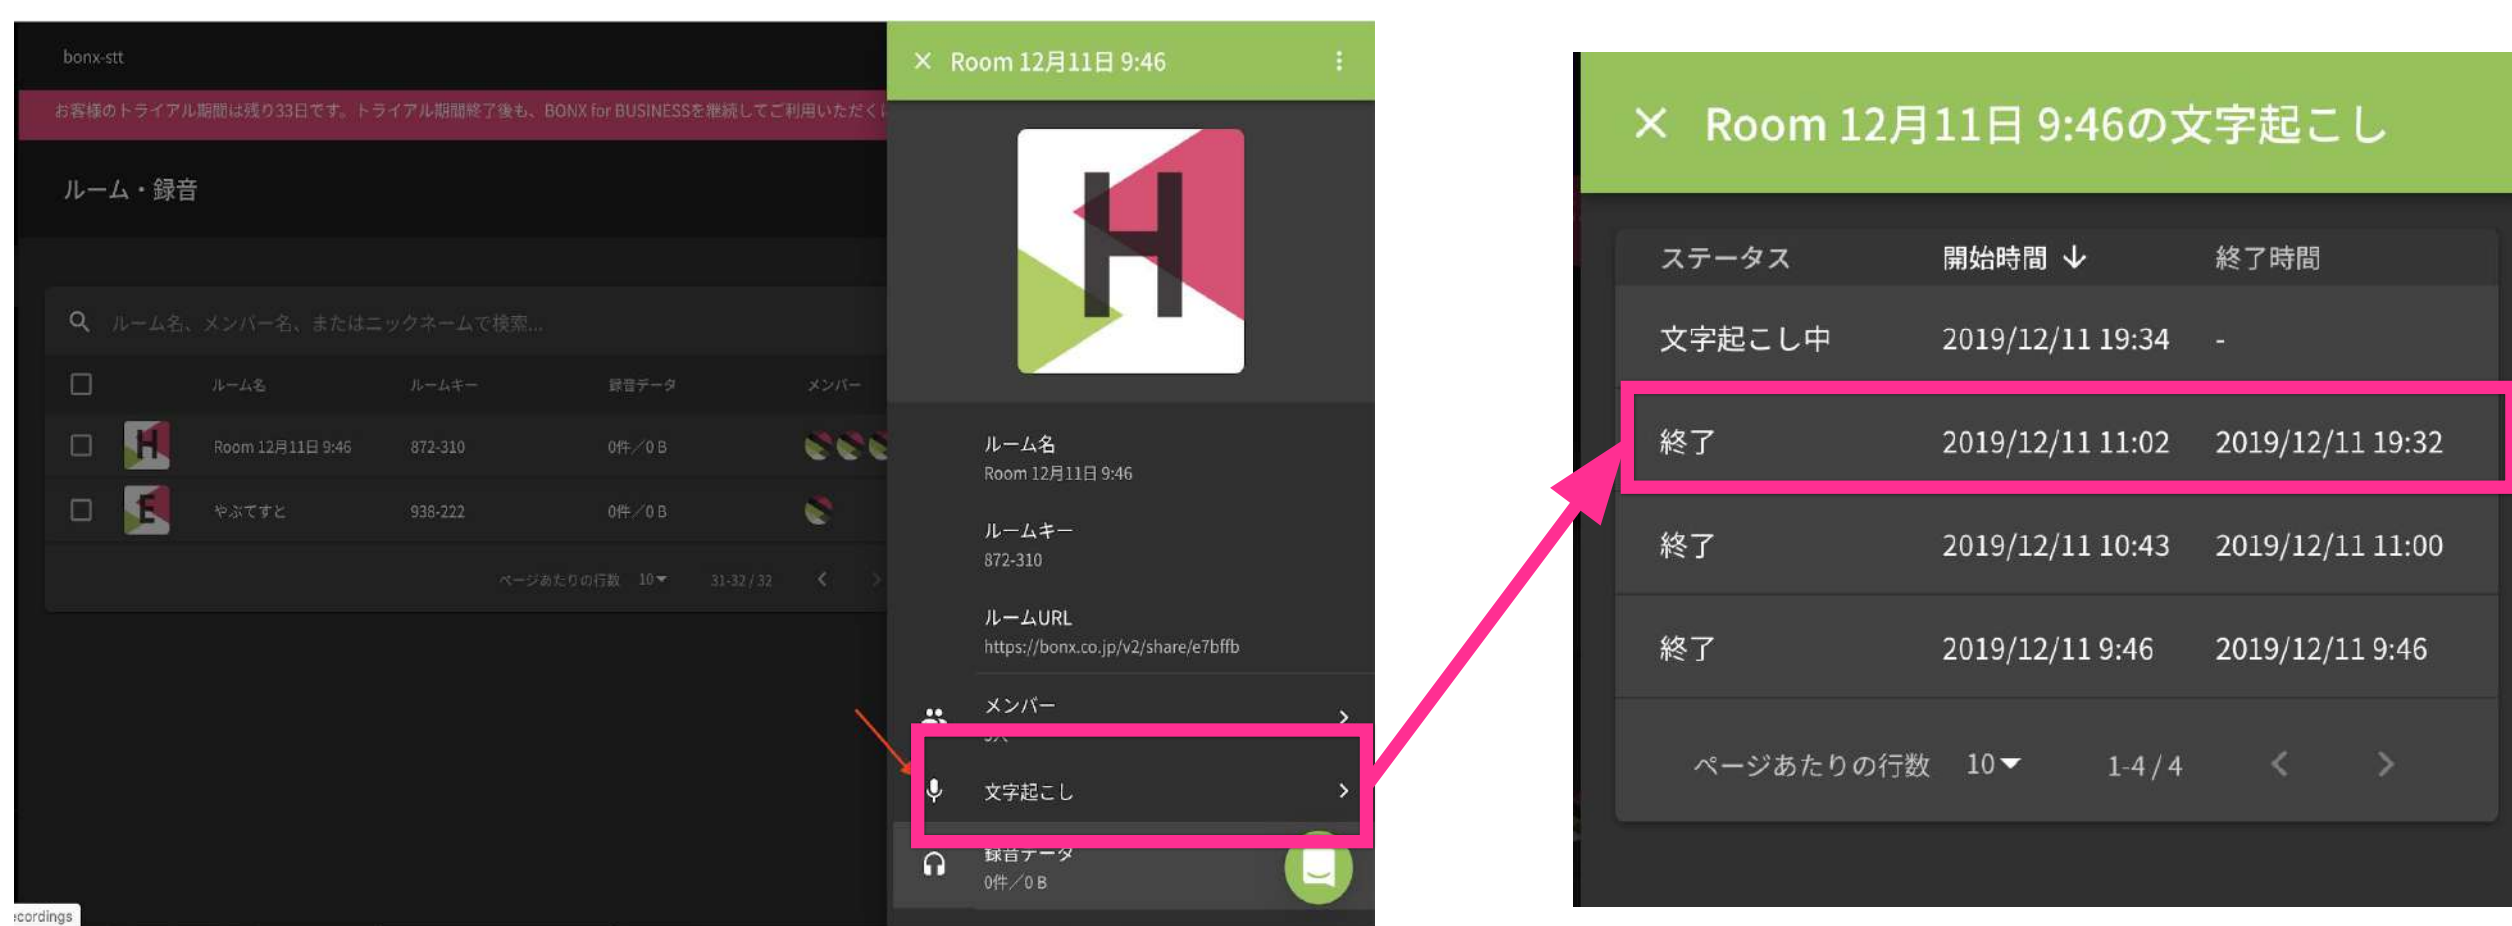 bonx-stt
お客様のトライアル期間は残り33日です。トライアル期間終了後も、BONX for BUSINESSを継続してご利用いただくに
ルーム・録音
ルーム名、メンバー名、またはニックネームで検索...
ルーム名 ルームキー 録音データ メンバー
H Room 12月11日 9:46 872-310 0件／0 B
E やぶてすと 938-222 0件／0 B
ページあたりの行数 10 31-32 / 32
ecordings
Room 12月11日 9:46
H
ルーム名
Room 12月11日 9:46
ルームキー
872-310
ルームURL
https://bonx.co.jp/v2/share/e7bffb
メンバー
文字起こし
録音データ
0件／0 B
Room 12月11日 9:46の文字起こし
ステータス 開始時間 ↓ 終了時間
文字起こし中 2019/12/11 19:34 -
終了 2019/12/11 11:02 2019/12/11 19:32
終了 2019/12/11 10:43 2019/12/11 11:00
終了 2019/12/11 9:46 2019/12/11 9:46
ページあたりの行数 10 1-4 / 4